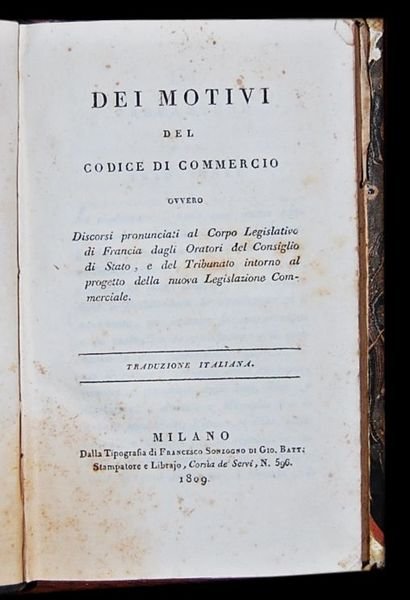 DEI MOTIVI
DEL
CODICE DI COMMERCIO
OVVERO
Discorsi pronunciati al Corpo Legislativo
di Francia dagli Oratori del Consiglio
di Stato, e del Tribunato intorno al
progetto della nuova Legislazione Com-
merciale.
TRADUZIONE ITALIANA.
MILANO
Dalla Tipografia di FRANCESCO SONZOGNO DI GIO. BATT.
Stampatore e Librajo, Corsia de' Servi, N. 596.
1809.